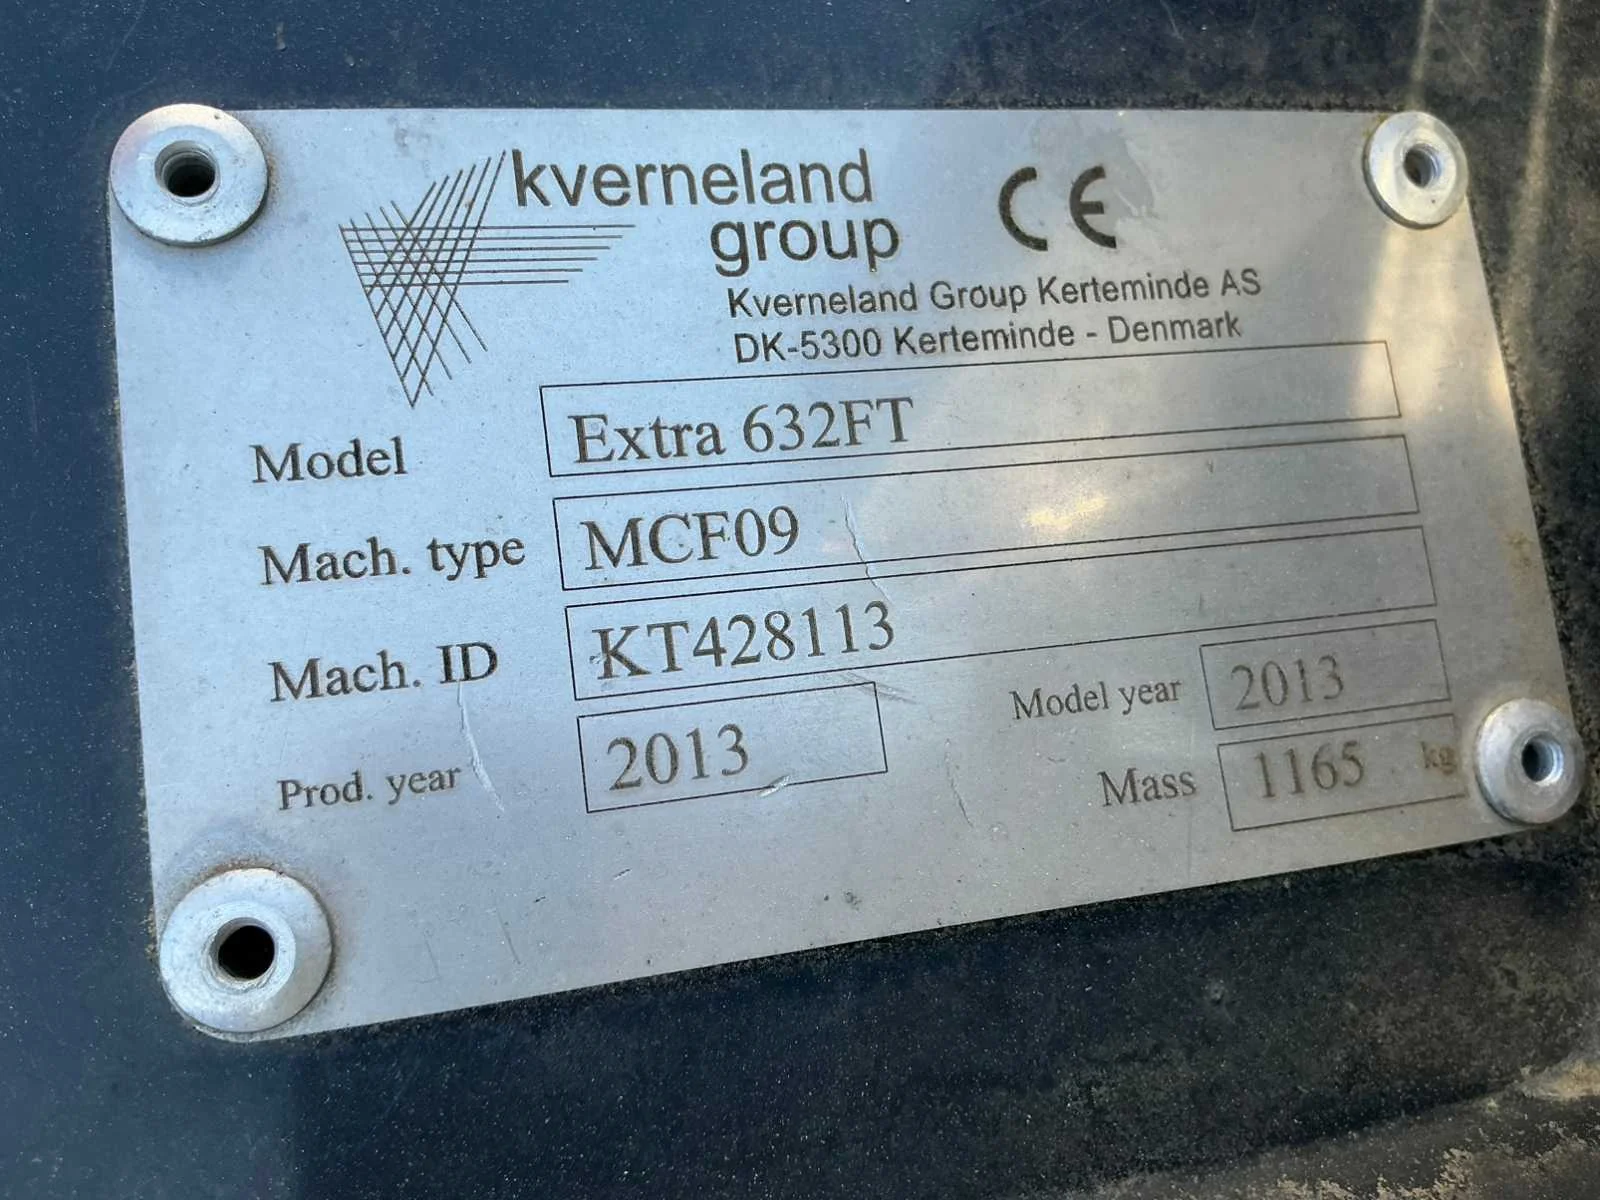 kverneland
group
CE
Kverneland Group Kerteminde AS
DK-5300 Kerteminde - Denmark
Model Extra 632FT
Mach. type MCF09
Mach. ID KT428113
Prod. year 2013 Model year 2013
Mass 1165 kg